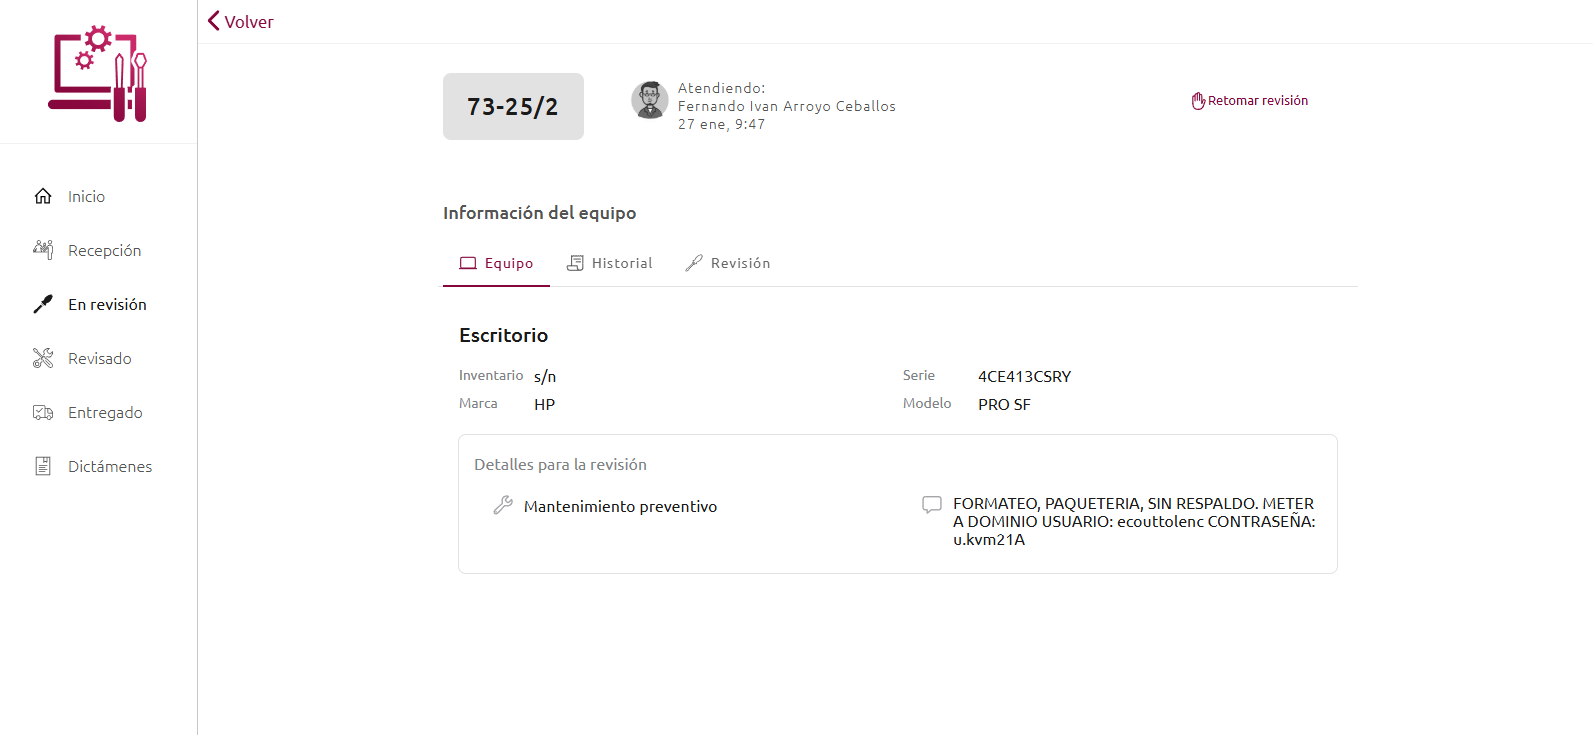 Volver
73-25/2
Atendiendo:
Fernando Ivan Arroyo Ceballos
27 ene, 9:47
Retomar revisión
Inicio
Recepción
En revisión
Revisado
Entregado
Dictámenes
Información del equipo
Equipo Historial Revisión
Escritorio
Inventario s/n Serie 4CE413CSRY
Marca HP Modelo PRO SF
Detalles para la revisión
Mantenimiento preventivo
FORMATEO, PAQUETERIA, SIN RESPALDO. METER
A DOMINIO USUARIO: ecouttolenc CONTRASEÑA:
u.kvm21A